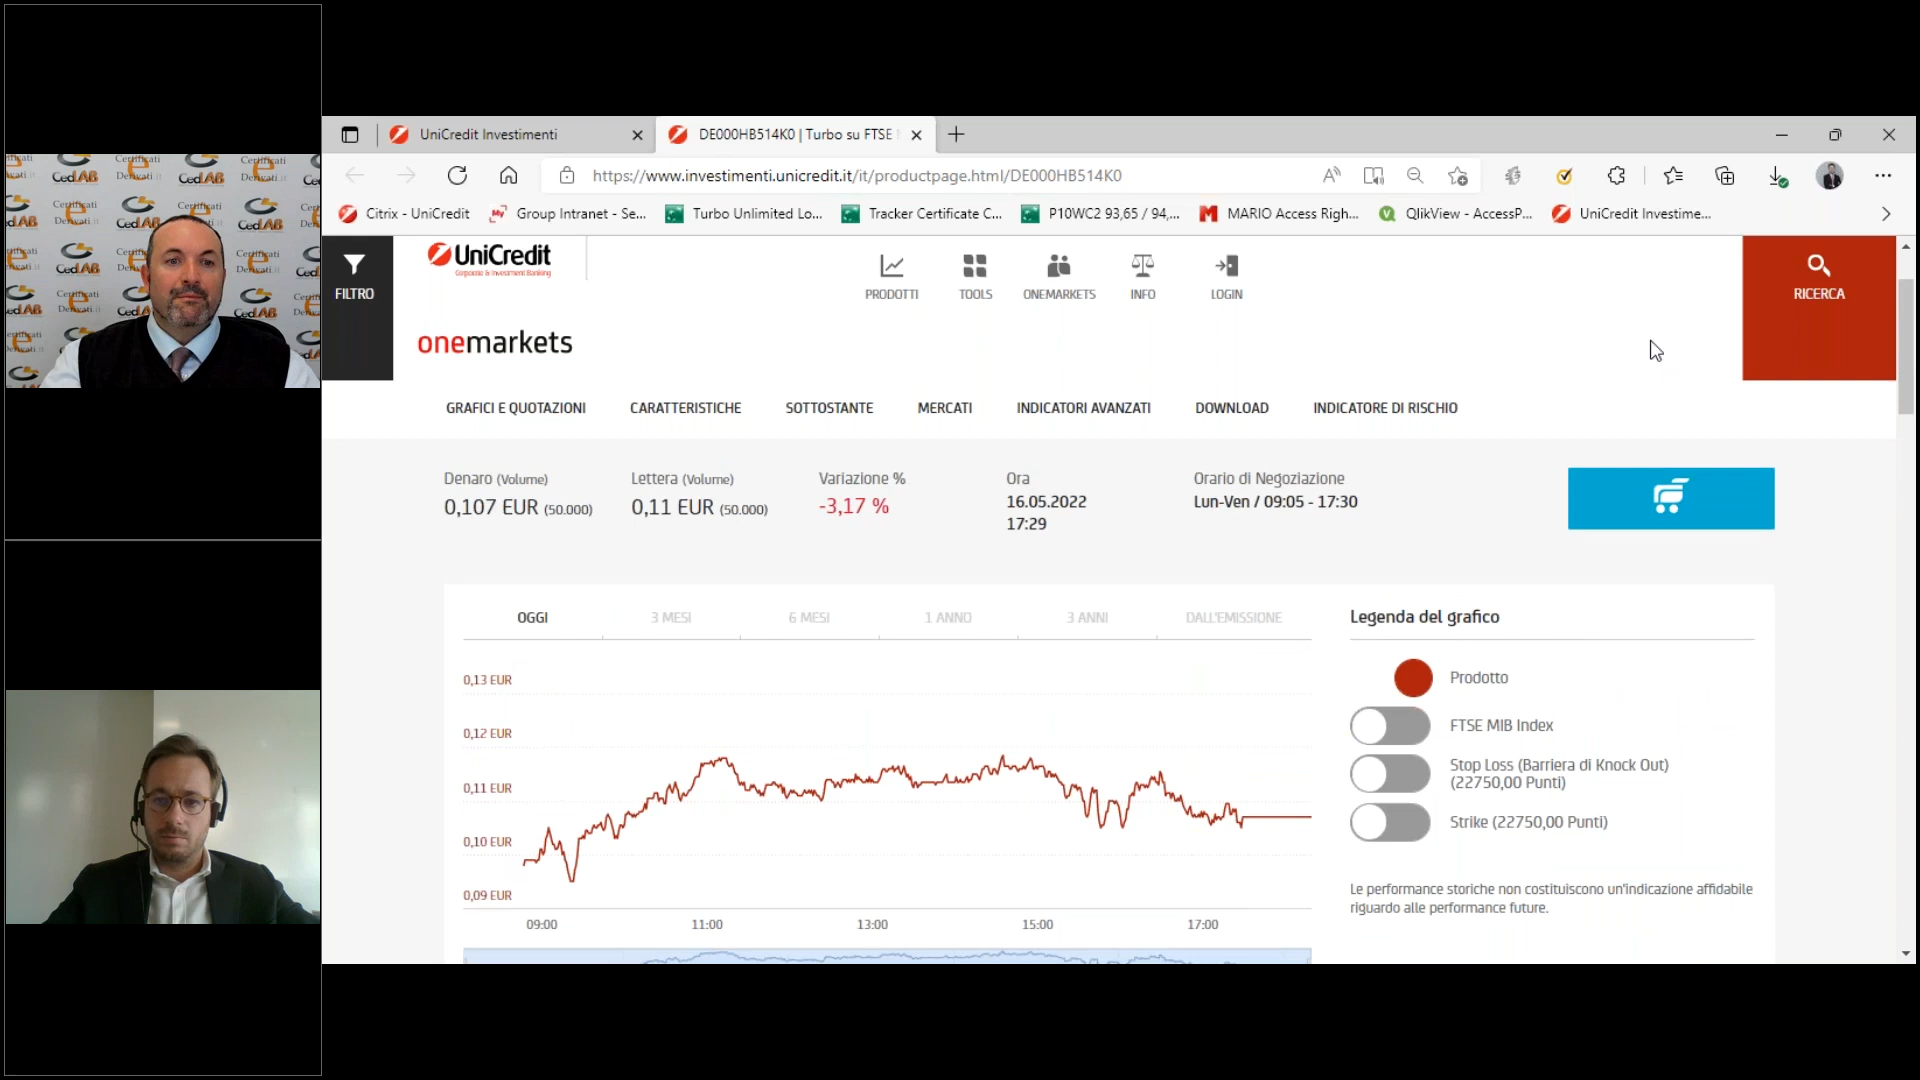 UniCredit Investimenti
DE000HB514K0 | Turbo su FTSE
https://www.investimenti.unicredit.it/it/productpage.html/DE000HB514K0
Citrix - UniCredit
Group Intranet - Se...
Turbo Unlimited Lo...
Tracker Certificate C...
P10WC2 93,65 / 94,...
MARIO Access Righ...
QlikView - AccessP...
UniCredit Investime...
FILTRO
UniCredit
Corporate & Investment Banking
PRODOTTI
TOOLS
ONEMARKETS
INFO
LOGIN
RICERCA
onemarkets
GRAFICI E QUOTAZIONI
CARATTERISTICHE
SOTTOSTANTE
MERCATI
INDICATORI AVANZATI
DOWNLOAD
INDICATORE DI RISCHIO
Denaro (Volume)
0,107 EUR (50.000)
Lettera (Volume)
0,11 EUR (50.000)
Variazione %
-3,17 %
Ora
16.05.2022
17:29
Orario di Negoziazione
Lun-Ven / 09:05 - 17:30
OGGI
3 MESI
6 MESI
1 ANNO
3 ANNI
DALL'EMISSIONE
0,13 EUR
0,12 EUR
0,11 EUR
0,10 EUR
0,09 EUR
09:00
11:00
13:00
15:00
17:00
Legenda del grafico
Prodotto
FTSE MIB Index
Stop Loss (Barriera di Knock Out)
(22750,00 Punti)
Strike (22750,00 Punti)
Le performance storiche non costituiscono un'indicazione affidabile
riguardo alle performance future.
Certificati
Derivati.it
CedLAB